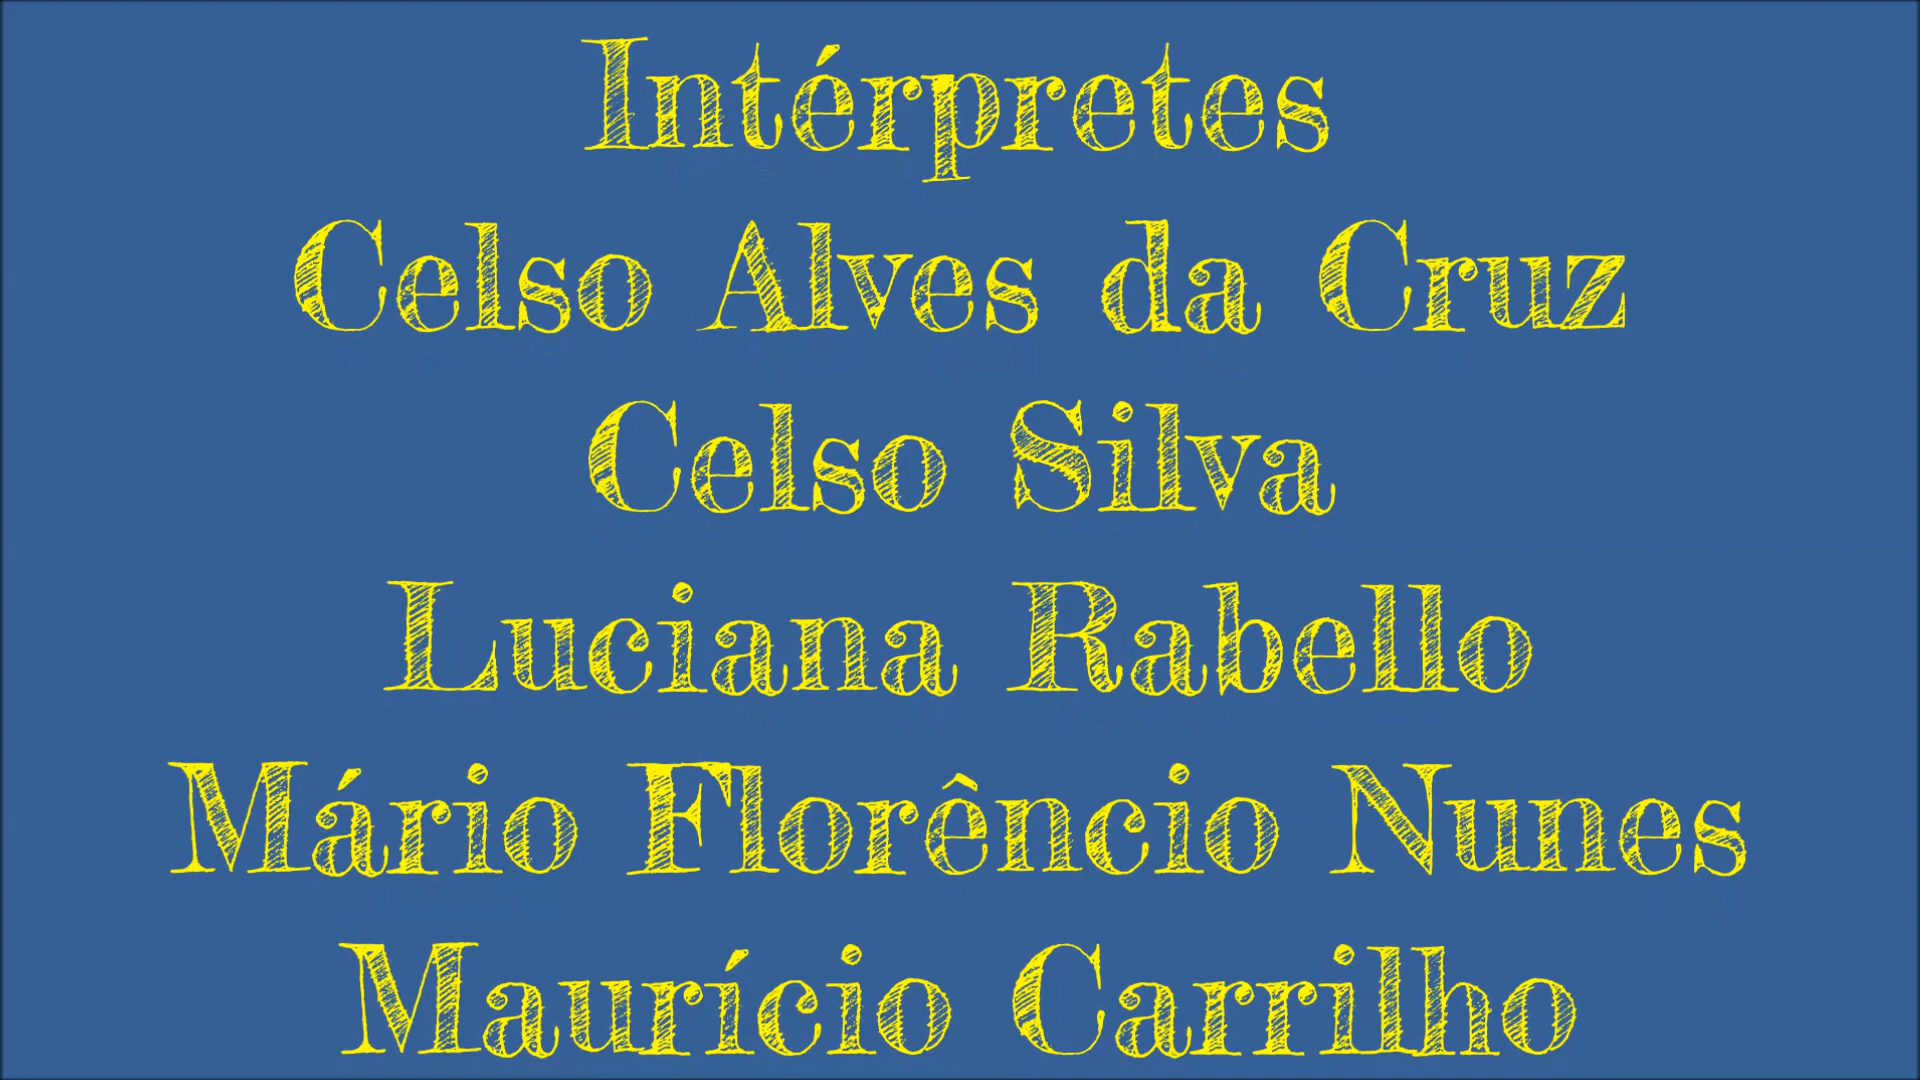 Intérpretes
Celso Alves da Cruz
Celso Silva
Luciana Rabello
Mário Florêncio Nunes
Maurício Carrilho